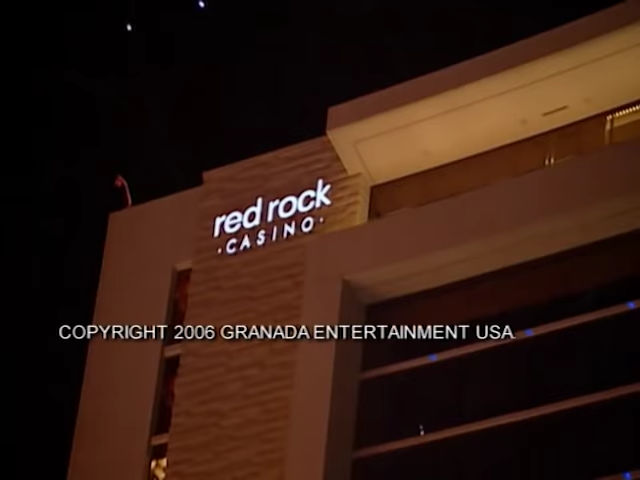 red rock
· CASINO ·
COPYRIGHT 2006 GRANADA ENTERTAINMENT USA.